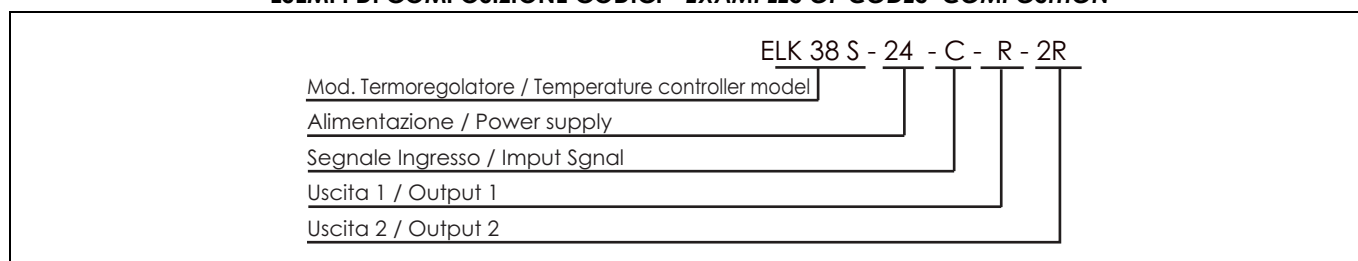 ELK 38 S - 24 - C - R - 2R
Mod. Termoregolatore / Temperature controller model
Alimentazione / Power supply
Segnale Ingresso / Imput Sgnal
Uscita 1 / Output 1
Uscita 2 / Output 2